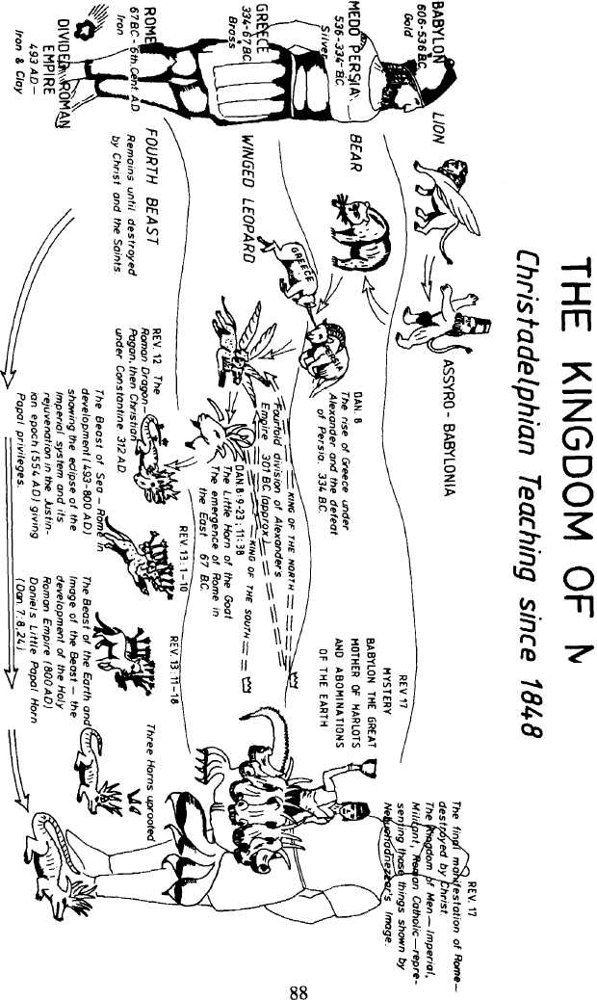 THE KINGDOM OF
Christadelphian Teaching since 1848
BABYLON
606-536 B.C.
Gold
MEDO PERSIA
536-334 BC
Silver
GREECE
334-67 BC
Brass
ROME
67 BC - 6th Cent. A.D
Iron
DIVIDED ROMAN
EMPIRE
493 A.D —
Iron & Clay
LION
BEAR
WINGED LEOPARD
FOURTH BEAST
Remains until destroyed
by Christ and the Saints
ASSYRO - BABYLONIA
GREECE
PERSIA
DAN. 8
The rise of Greece under
Alexander and the defeat
of Persia. 334 BC.
Fourfold division of Alexander's
Empire 301 BC (approx.)
KING OF THE NORTH
KING OF THE SOUTH
DAN 8:9-23; 11:38
The Little Horn of the Goat
The emergence of Rome in
the East 67 BC
REV. 12 The
Roman Dragon —
Pagan, then Christian
under Constantine 312 AD
REV. 13: 1-10
The Beast of Sea — Rome in
development (493-800 AD)
showing the eclipse of the
Imperial system and its
rejuvenation in the Justin-
ian epoch (554 AD) giving
Papal privileges.
REV. 13: 11-18
The Beast of the Earth and
Image of the Beast — the
development of the Holy
Roman Empire (800 AD)
Daniel's Little Papal Horn
(Dan. 7:8,24)
Three Horns uprooted
REV 17
MYSTERY
BABYLON THE GREAT
MOTHER OF HARLOTS
AND ABOMINATIONS
OF THE EARTH
REV. 17
The final manifestation of Rome —
destroyed by Christ.
The Kingdom of Men — Imperial,
Militant, Roman Catholic — repre-
senting those things shown by
Nebuchadnezzar's Image.
88